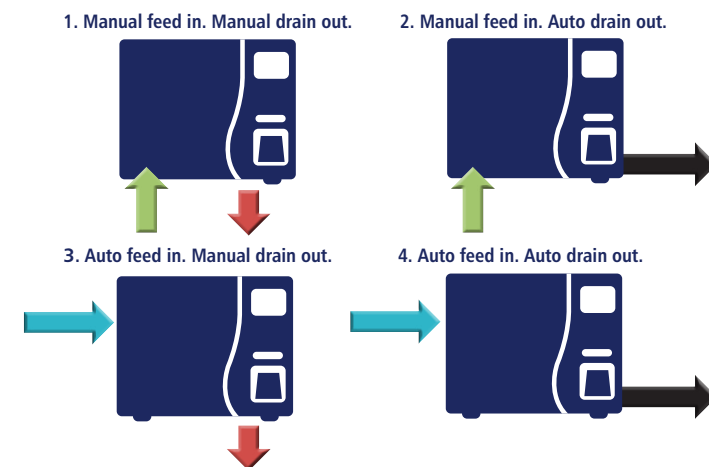 1. Manual feed in. Manual drain out.
2. Manual feed in. Auto drain out.
3. Auto feed in. Manual drain out.
4. Auto feed in. Auto drain out.